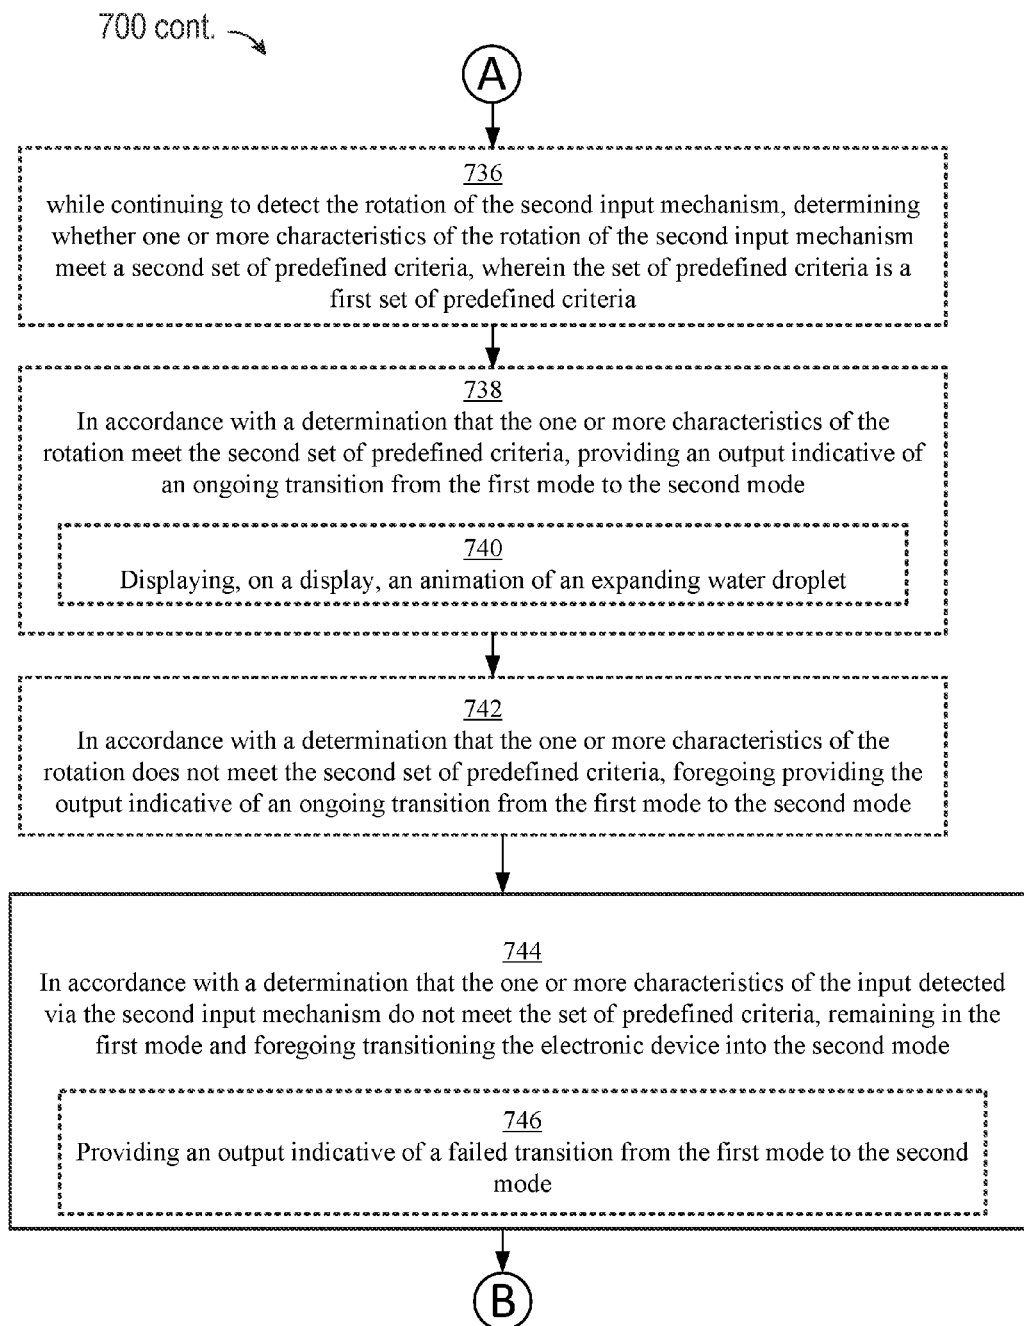 700 cont.
A
736
while continuing to detect the rotation of the second input mechanism, determining
whether one or more characteristics of the rotation of the second input mechanism
meet a second set of predefined criteria, wherein the set of predefined criteria is a
first set of predefined criteria
738
In accordance with a determination that the one or more characteristics of the
rotation meet the second set of predefined criteria, providing an output indicative of
an ongoing transition from the first mode to the second mode
740
Displaying, on a display, an animation of an expanding water droplet
742
In accordance with a determination that the one or more characteristics of the
rotation does not meet the second set of predefined criteria, foregoing providing the
output indicative of an ongoing transition from the first mode to the second mode
744
In accordance with a determination that the one or more characteristics of the input detected
via the second input mechanism do not meet the set of predefined criteria, remaining in the
first mode and foregoing transitioning the electronic device into the second mode
746
Providing an output indicative of a failed transition from the first mode to the second
mode
B